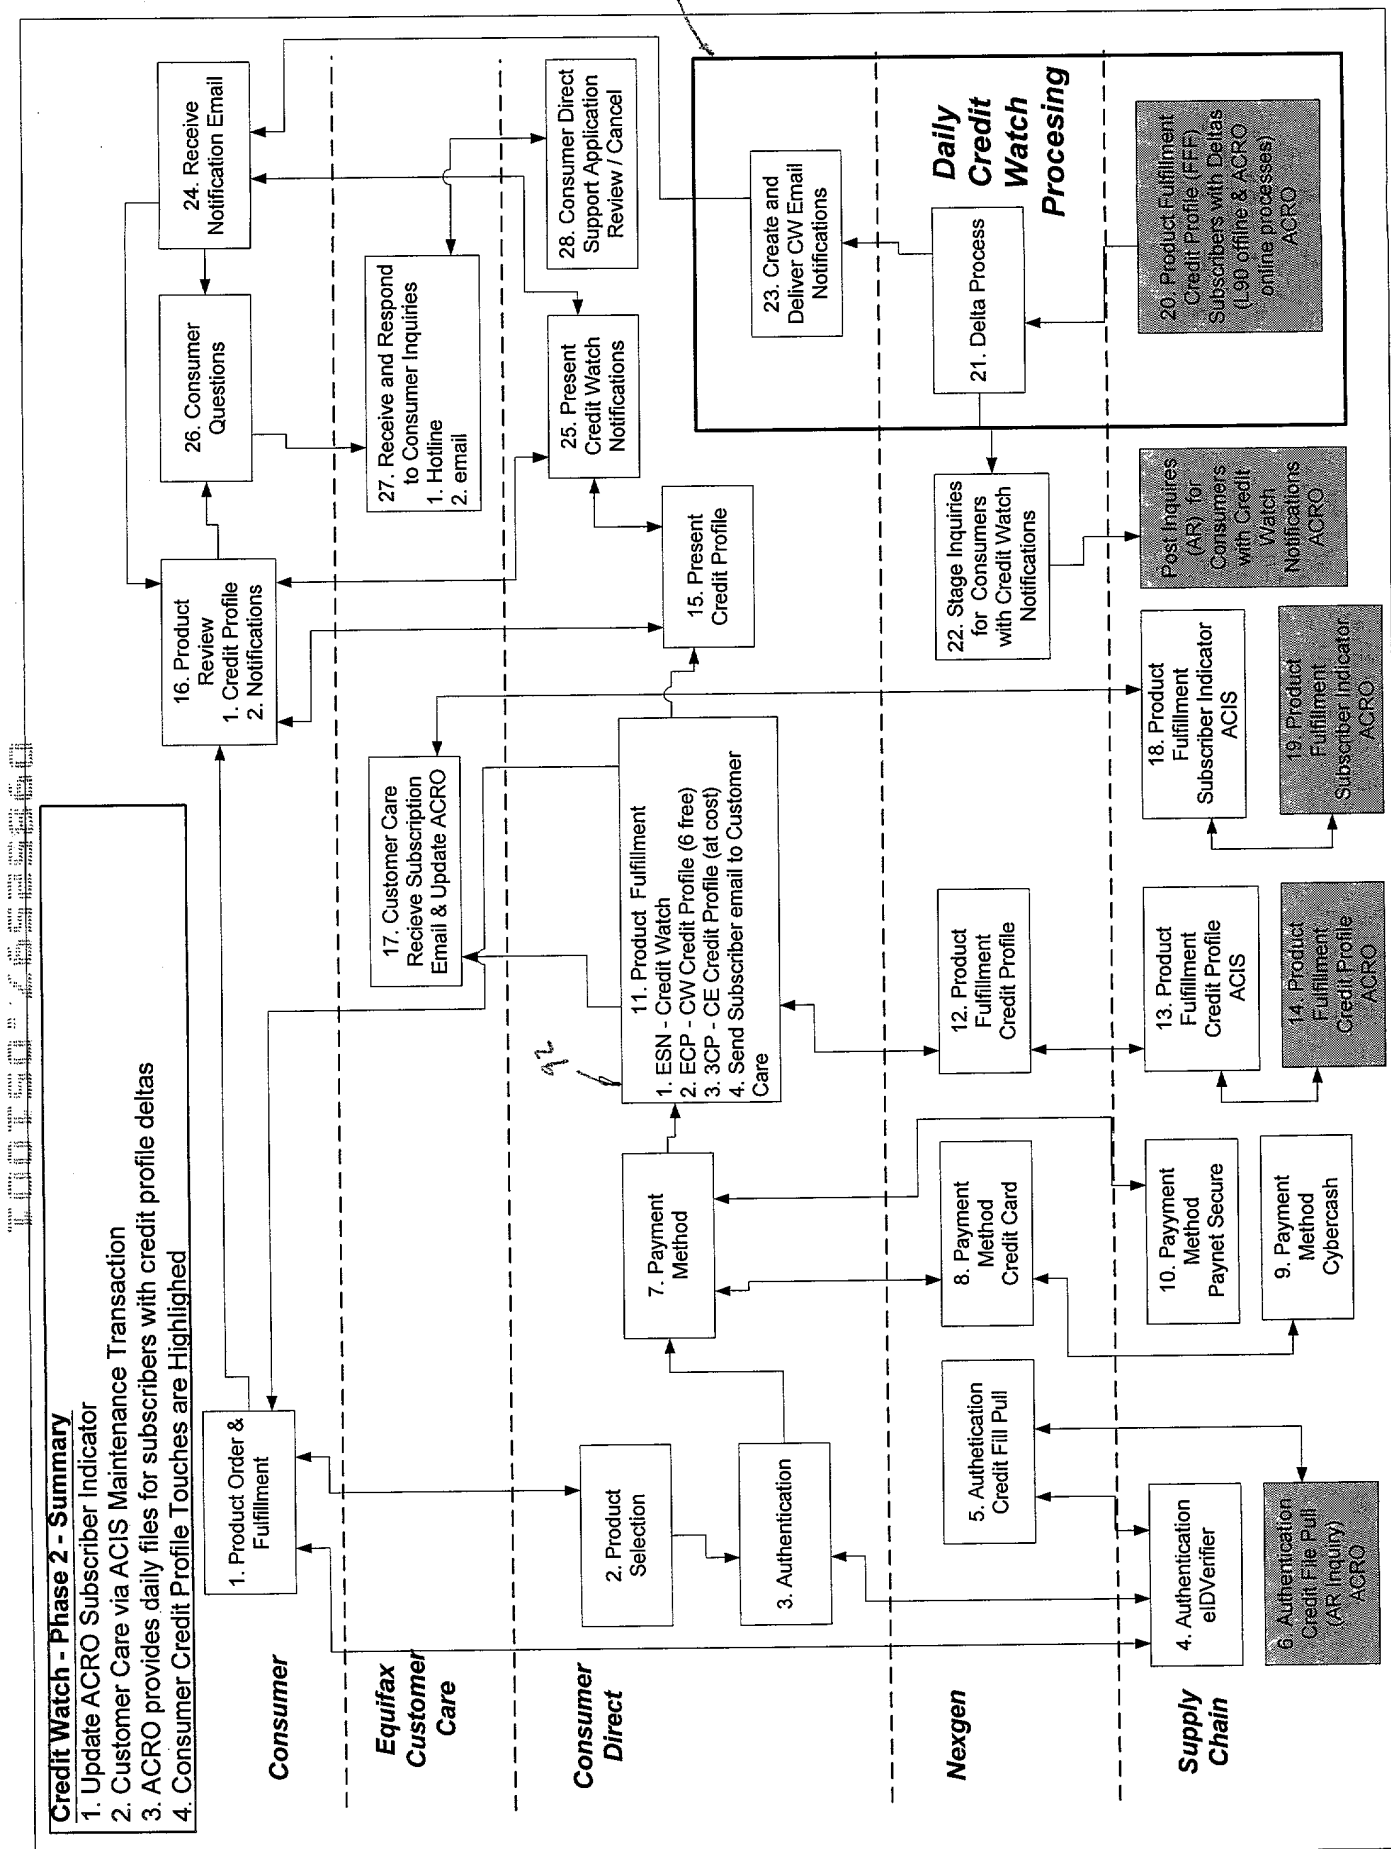 Credit Watch - Phase 2 - Summary
1. Update ACRO Subscriber Indicator
2. Customer Care via ACIS Maintenance Transaction
3. ACRO provides daily files for subscribers with credit profile deltas
4. Consumer Credit Profile Touches are Highlighed
Consumer
1. Product Order &
Fulfillment
16. Product
Review
1. Credit Profile
2. Notifications
26. Consumer
Questions
24. Receive
Notification Email
Equifax
Customer
Care
17. Customer Care
Recieve Subscription
Email & Update ACRO
27. Receive and Respond
to Consumer Inquiries
1. Hotline
2. email
Consumer
Direct
2. Product
Selection
3. Authentication
7. Payment
Method
92
11. Product Fulfillment
1. ESN - Credit Watch
2. ECP - CW Credit Profile (6 free)
3. 3CP - CE Credit Profile (at cost)
4. Send Subscriber email to Customer
Care
15. Present
Credit Profile
25. Present
Credit Watch
Notifications
28. Consumer Direct
Support Application
Review / Cancel
23. Create and
Deliver CW Email
Notifications
Nexgen
5. Authetication
Credit Fill Pull
8. Payment
Method
Credit Card
12. Product
Fulfillment
Credit Profile
22. Stage Inquiries
for Consumers
with Credit Watch
Notifications
21. Delta Process
Daily
Credit
Watch
Procesing
Supply
Chain
4. Authentication
eIDVerifier
6. Authentication
Credit File Pull
(AR Inquiry)
ACRO
10. Payyment
Method
Paynet Secure
9. Payment
Method
Cybercash
13. Product
Fulfillment
Credit Profile
ACIS
14. Product
Fulfillment
Credit Profile
ACRO
18. Product
Fulfillment
Subscriber Indicator
ACIS
19. Product
Fulfillment
Subscriber Indicator
ACRO
Post Inquires
(AR) for
Consumers
with Credit
Watch
Notifications
ACRO
20. Product Fulfillment
Credit Profile (FFF)
Subscribers with Deltas
(L90 offline & ACRO
online processes)
ACRO